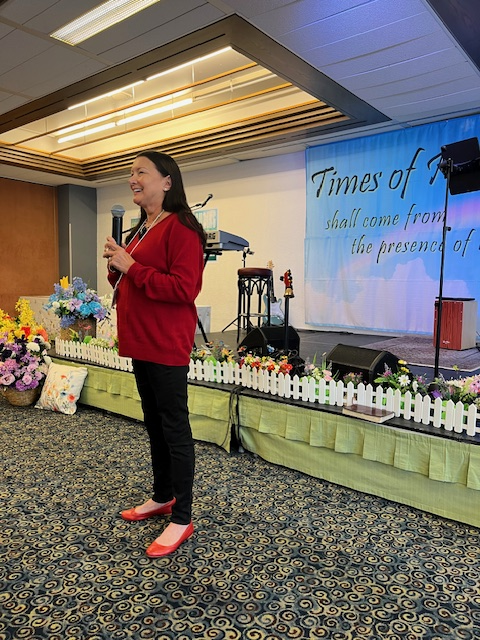 Times of
shall come from
the presence of